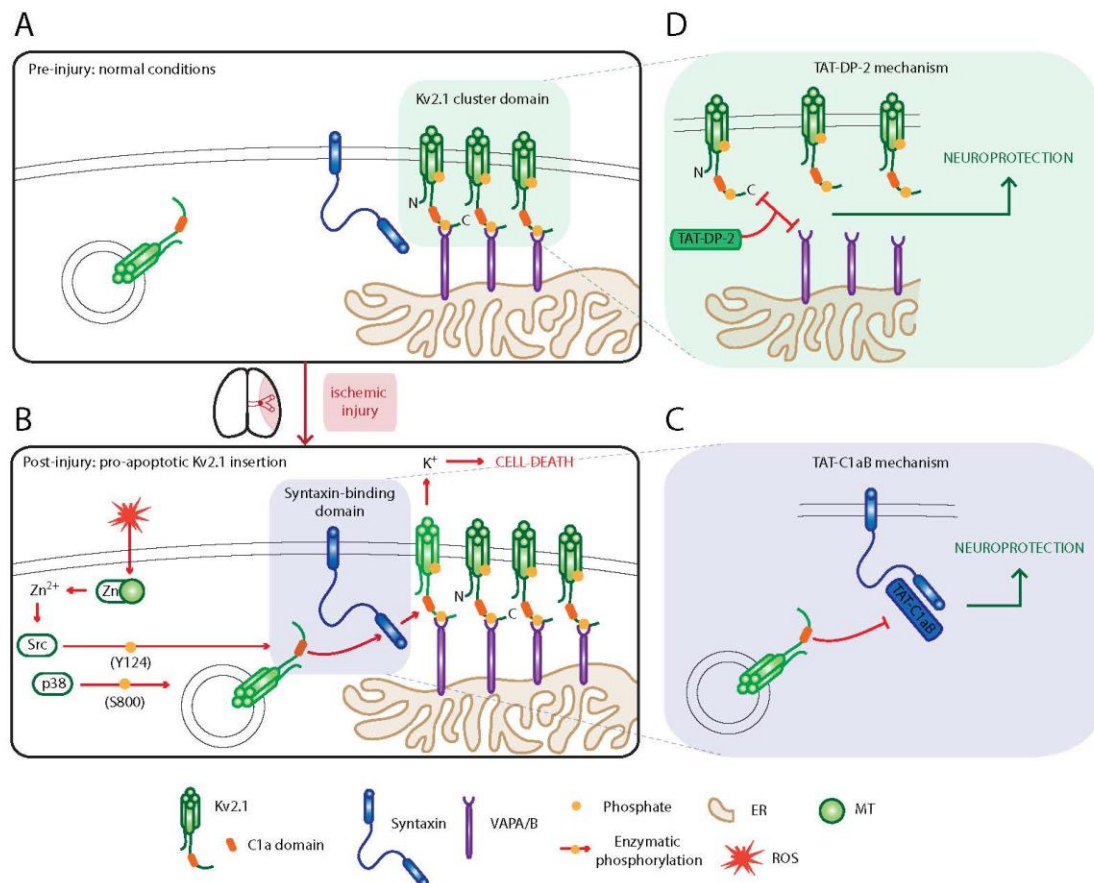 A
Pre-injury: normal conditions
Kv2.1 cluster domain
N
C
D
TAT-DP-2 mechanism
N
C
TAT-DP-2
NEUROPROTECTION
ischemic
injury
B
Post-injury: pro-apoptotic Kv2.1 insertion
K+
CELL DEATH
Syntaxin-binding
domain
Zn2+
Zn
Src
(Y124)
p38
(S800)
N
C
C
TAT-C1aB mechanism
NEUROPROTECTION
TAT-C1aB
Kv2.1
C1a domain
Syntaxin
VAPA/B
Phosphate
Enzymatic
phosphorylation
ER
ROS
MT